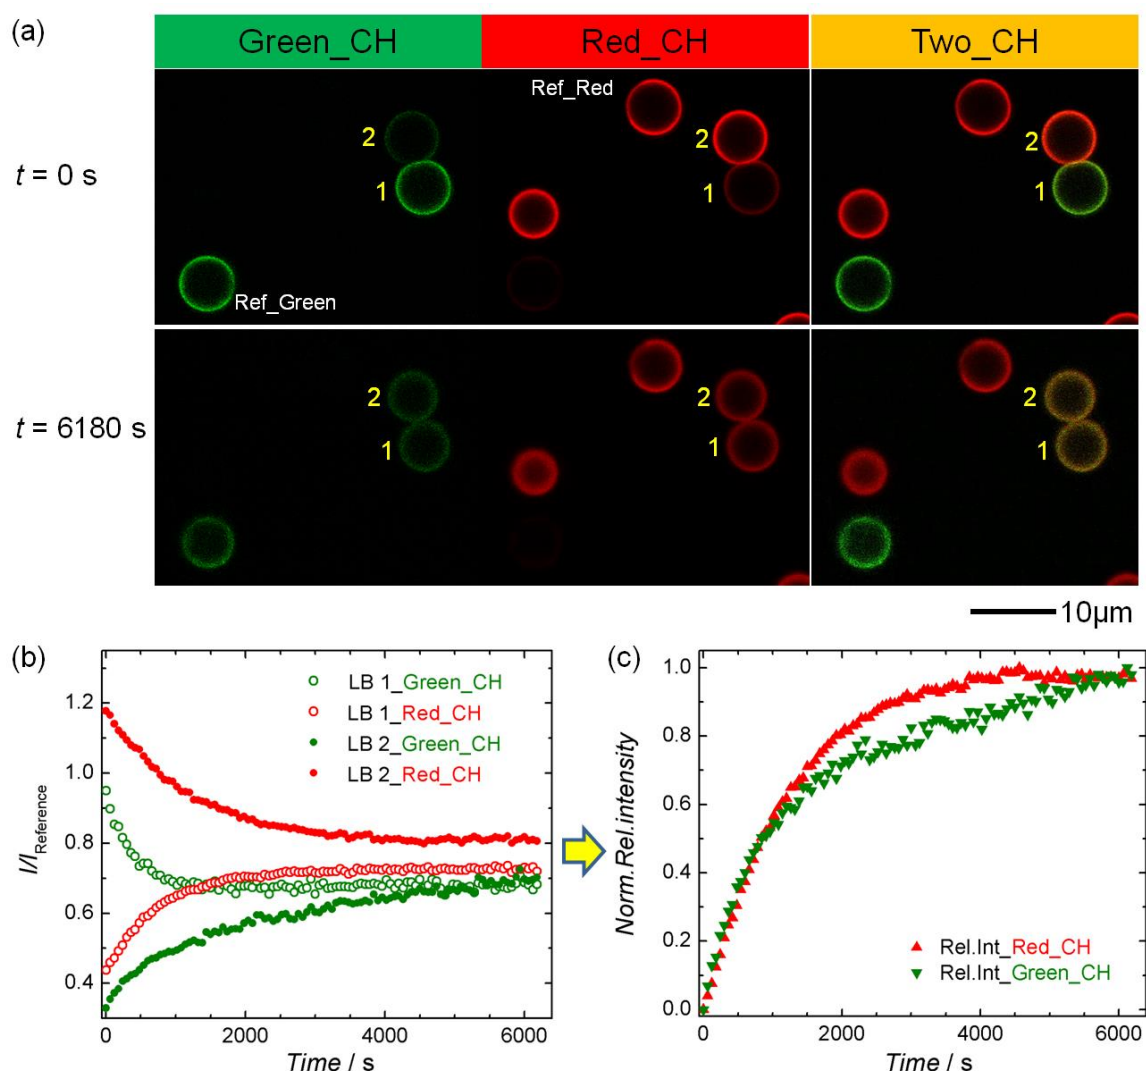 (a)
Green_CH Red_CH Two_CH
t = 0 s
Ref_Red
2 2 2
1 1 1
Ref_Green
t = 6180 s
2 2 2
1 1 1
10μm
(b)
1.2
1.0
0.8
0.6
0.4
I/I Reference
LB 1_Green_CH
LB 1_Red_CH
LB 2_Green_CH
LB 2_Red_CH
0 2000 4000 6000
Time / s
(c)
1.0
0.8
0.6
0.4
0.2
0.0
Norm.Rel.intensity
Rel.Int_Red_CH
Rel.Int_Green_CH
0 2000 4000 6000
Time / s